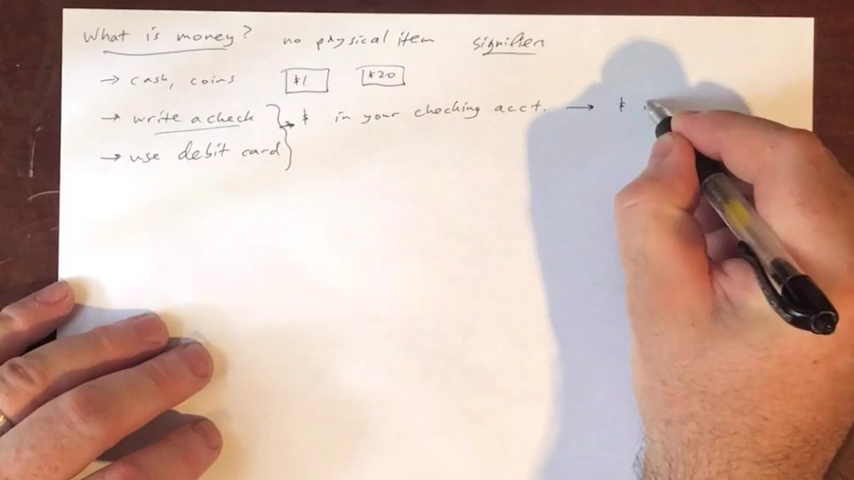 What is money? no physical item signifiers
→ cash, coins $1 $20
→ write a check } → $ in your checking acct. → $
→ use debit card